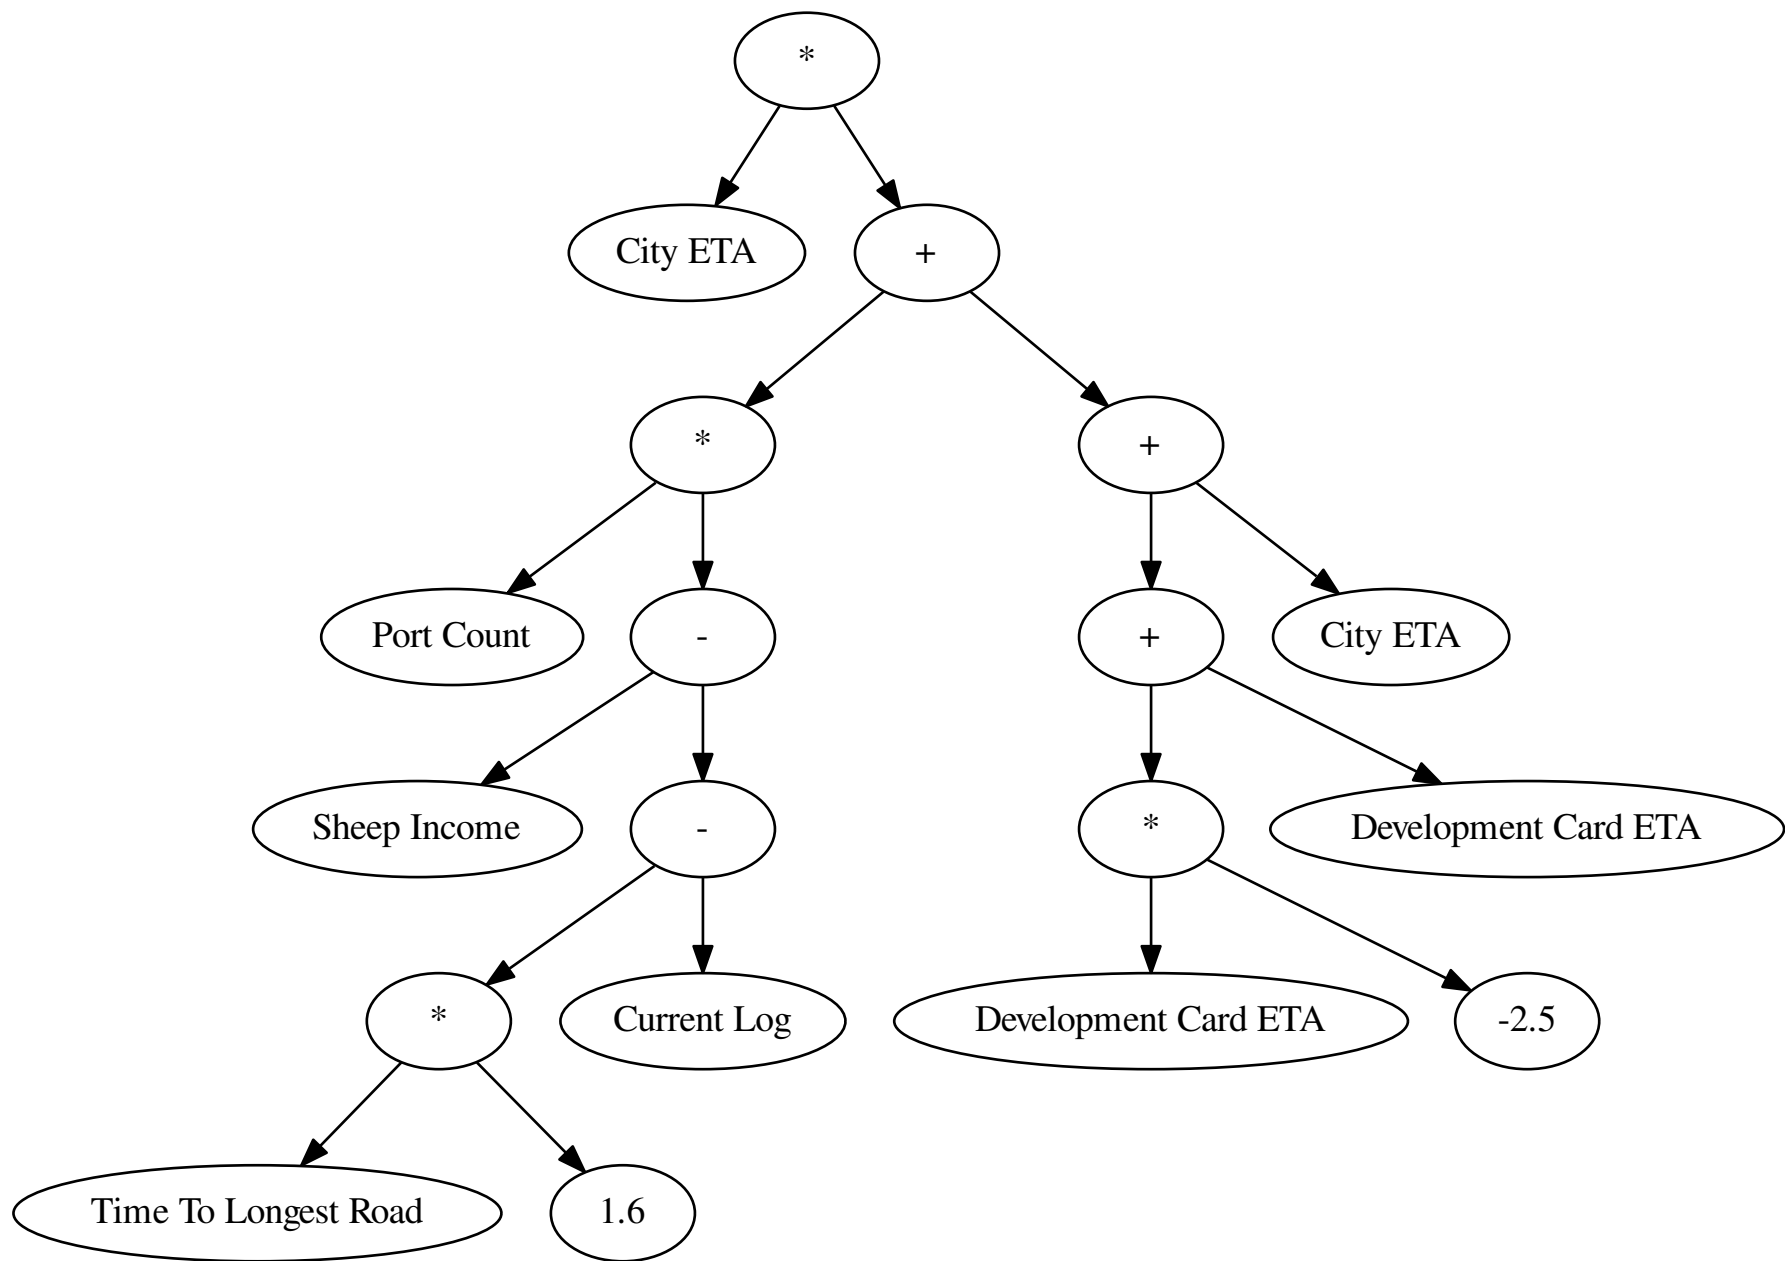 *
City ETA
+
*
+
Port Count
-
+
City ETA
Sheep Income
-
*
Development Card ETA
*
Current Log
Development Card ETA
-2.5
Time To Longest Road
1.6